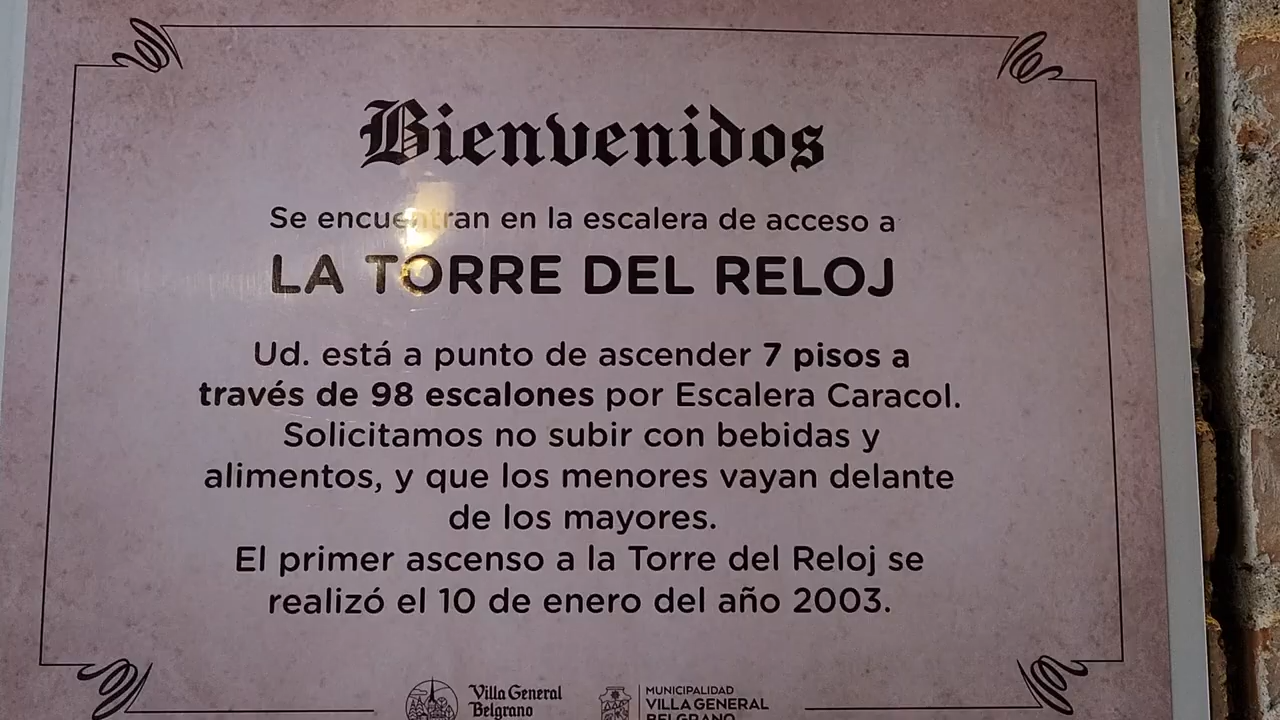 Bienvenidos
Se encuentran en la escalera de acceso a
LA TORRE DEL RELOJ
Ud. está a punto de ascender 7 pisos a
través de 98 escalones por Escalera Caracol.
Solicitamos no subir con bebidas y
alimentos, y que los menores vayan delante
de los mayores.
El primer ascenso a la Torre del Reloj se
realizó el 10 de enero del año 2003.
Villa General
Belgrano
MUNICIPALIDAD
VILLA GENERAL
BELGRANO